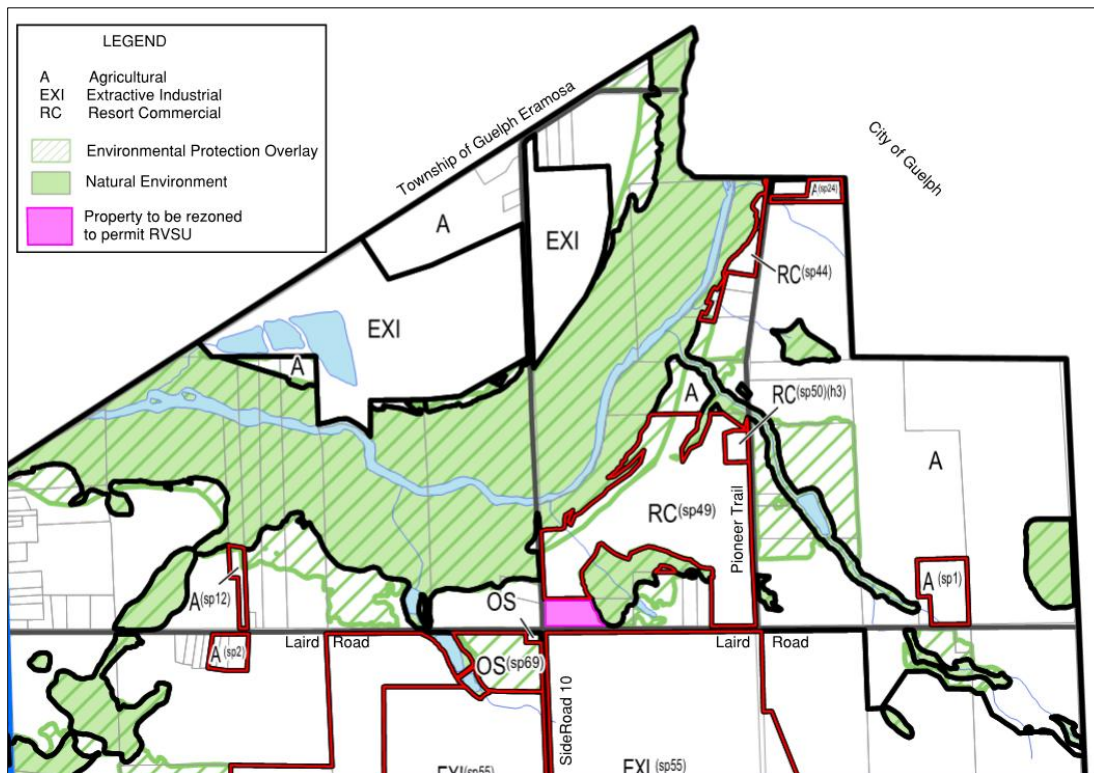 LEGEND
A Agricultural
EXI Extractive Industrial
RC Resort Commercial
Environmental Protection Overlay
Natural Environment
Property to be rezoned
to permit RVSU
Township of Guelph Eramosa
City of Guelph
A
EXI
A(sp24)
RC(sp44)
EXI
A
A
RC(sp50)(h3)
A
RC(sp49)
Pioneer Trail
A(sp12)
A(sp1)
OS
Laird Road
Laird Road
A(sp2)
OS(sp69)
SideRoad 10
EXI(sp55)
EXI(sp55)